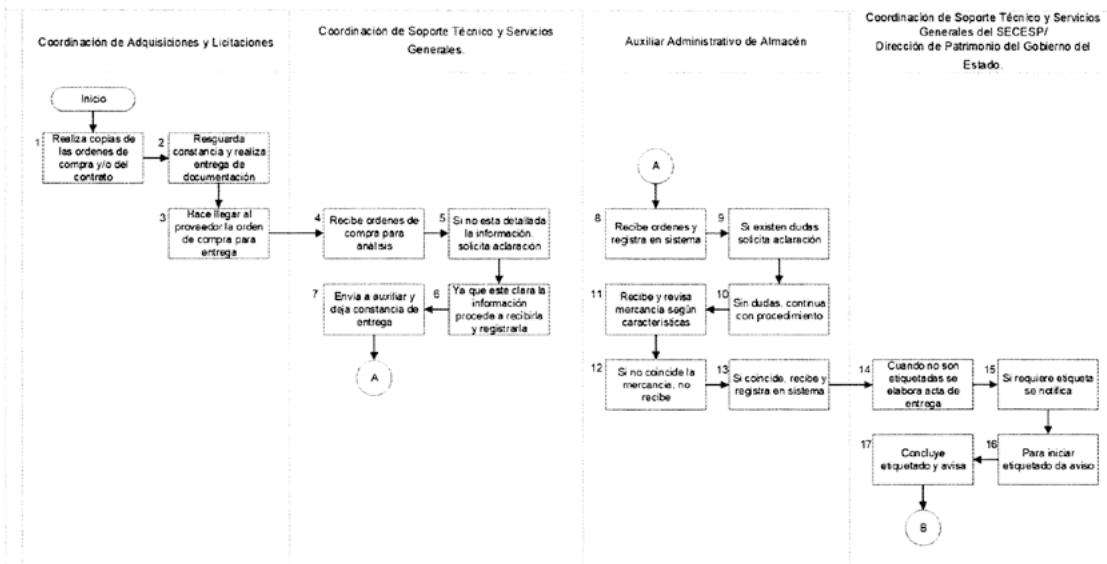 Coordinación de Adquisiciones y Licitaciones
Coordinación de Soporte Técnico y Servicios
Generales.
Auxiliar Administrativo de Almacén
Coordinación de Soporte Técnico y Servicios
Generales del SECESP/
Dirección de Patrimonio del Gobierno del
Estado.
Inicio
1
Realiza copias de
las ordenes de
compra y/o del
contrato
2
Resguarda
constancia y realiza
entrega de
documentación
3
Hace llegar al
proveedor la orden
de compra para
entrega
4
Recibe ordenes de
compra para
análisis
5
Si no esta detallada
la información,
solicita aclaración
6
Ya que este clara la
información
procede a recibirla
y registrarla
7
Envía a auxiliar y
deja constancia de
entrega
A
A
8
Recibe ordenes y
registra en sistema
9
Si existen dudas
solicita aclaración
10
Sin dudas, continua
con procedimiento
11
Recibe y revisa
mercancía según
características
12
Si no coincide la
mercancía, no
recibe
13
Si coincide, recibe y
registra en sistema
14
Cuando no son
etiquetadas se
elabora acta de
entrega
15
Si requiere etiqueta
se notifica
16
Para iniciar
etiquetado da aviso
17
Concluye
etiquetado y avisa
B